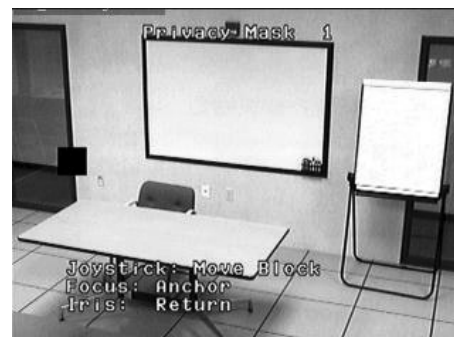 Privacy Mask 1
Joystick: Move Block
Focus: Anchor
Iris: Return